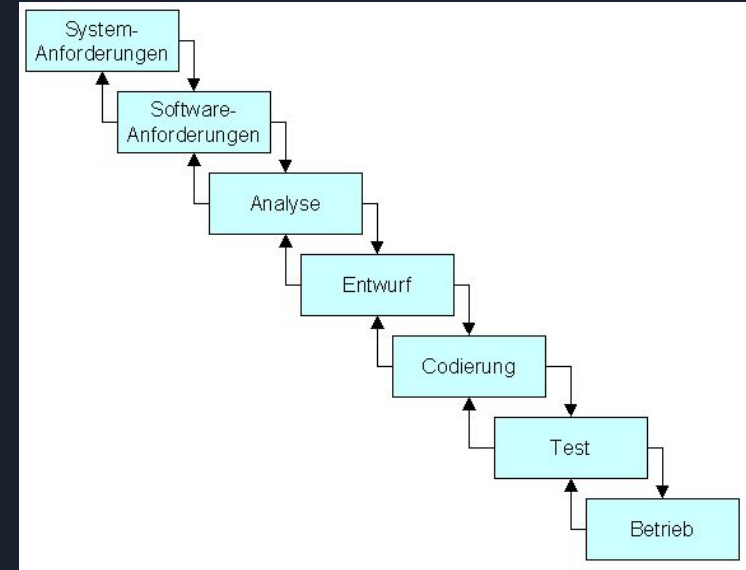 System-
Anforderungen
Software-
Anforderungen
Analyse
Entwurf
Codierung
Test
Betrieb